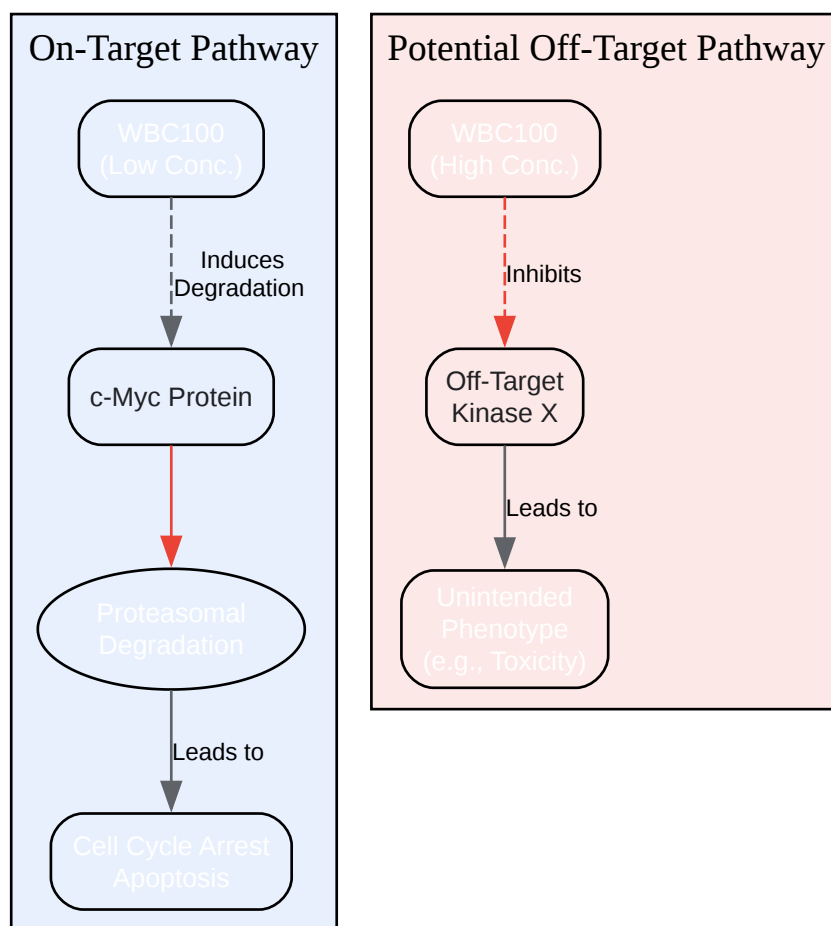 On-Target Pathway
WBC100
(Low Conc.)
Induces
Degradation
c-Myc Protein
Proteasomal
Degradation
Leads to
Cell Cycle Arrest
Apoptosis
Potential Off-Target Pathway
WBC100
(High Conc.)
Inhibits
Off-Target
Kinase X
Leads to
Unintended
Phenotype
(e.g., Toxicity)